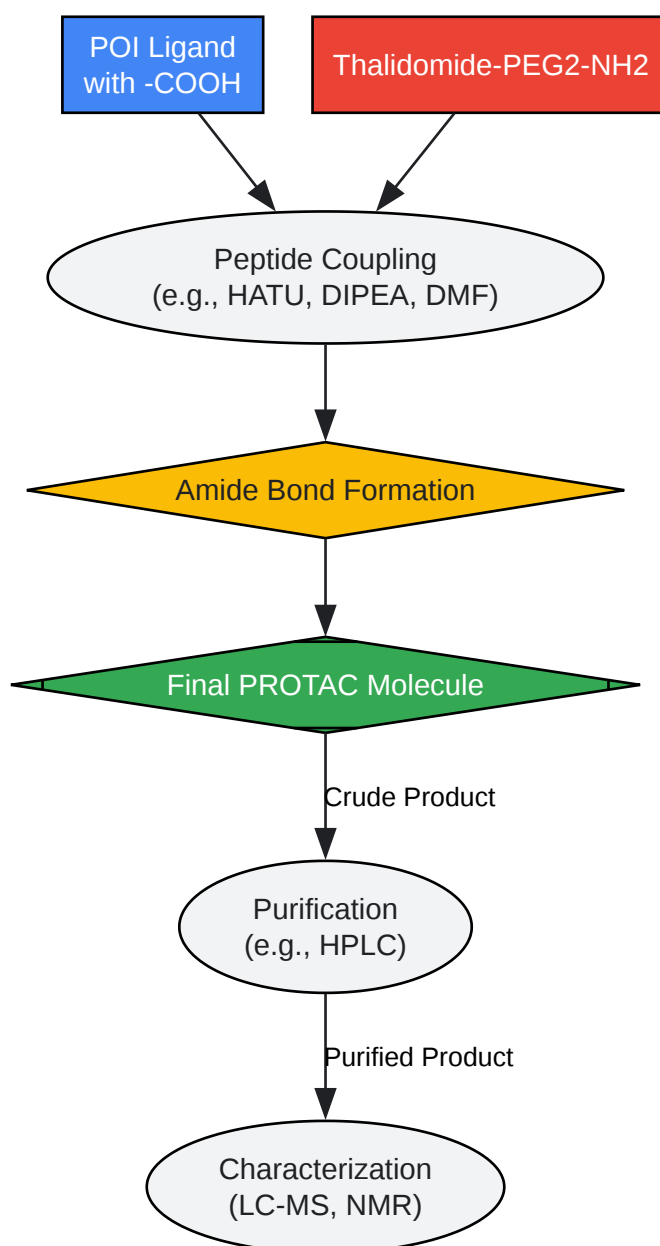 POI Ligand
with -COOH
Thalidomide-PEG2-NH2
Peptide Coupling
(e.g., HATU, DIPEA, DMF)
Amide Bond Formation
Final PROTAC Molecule
Crude Product
Purification
(e.g., HPLC)
Purified Product
Characterization
(LC-MS, NMR)